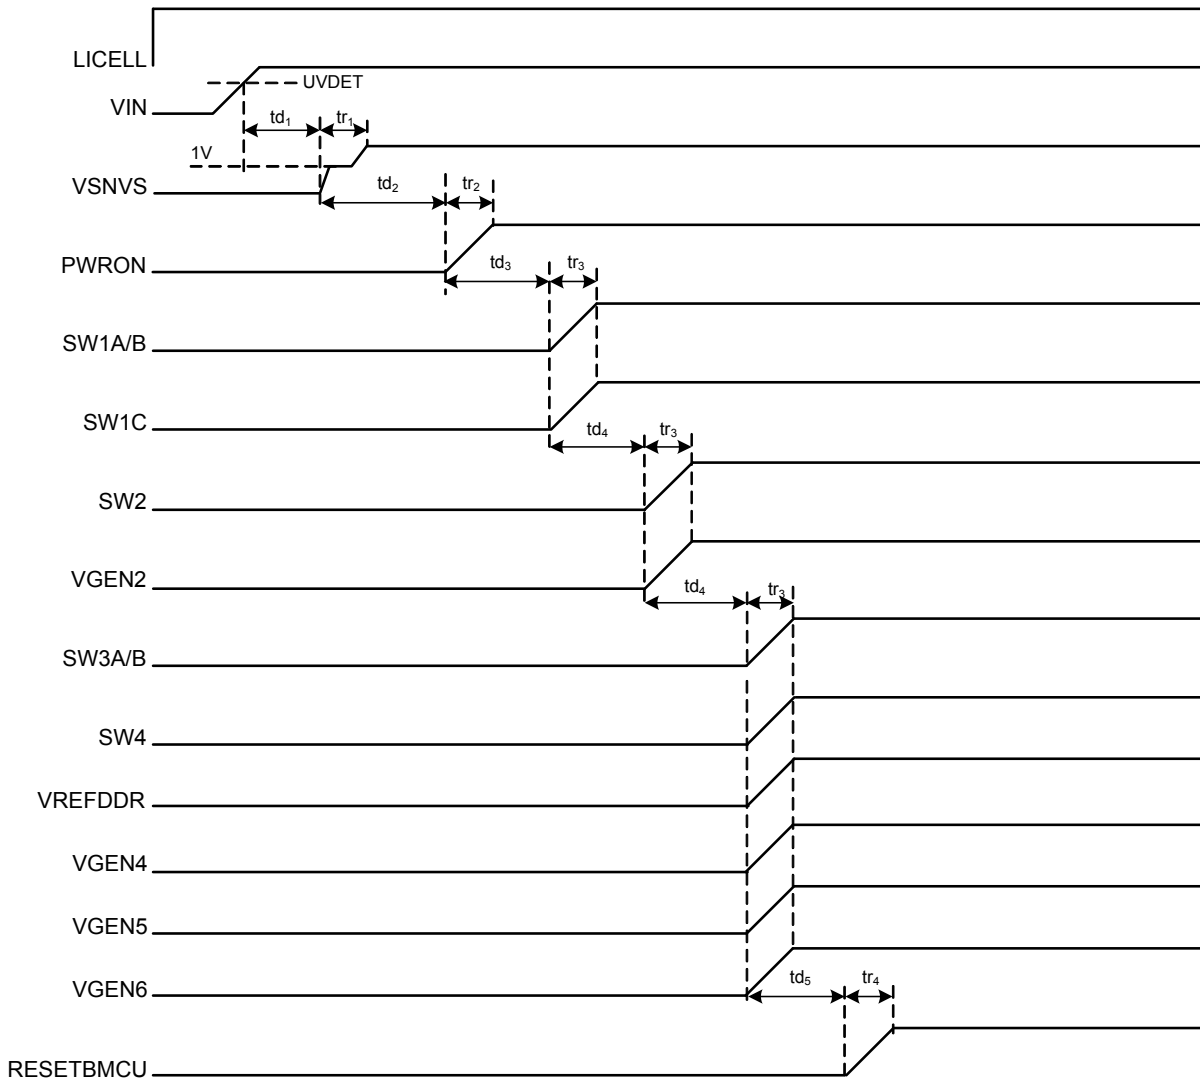 LICELL
UVDET
VIN
td₁ tr₁
1V
VSNVS
td₂ tr₂
PWRON
td₃ tr₃
SW1A/B
SW1C
td₄ tr₃
SW2
VGEN2
td₄ tr₃
SW3A/B
SW4
VREFDDR
VGEN4
VGEN5
VGEN6
td₅ tr₄
RESETBMCU